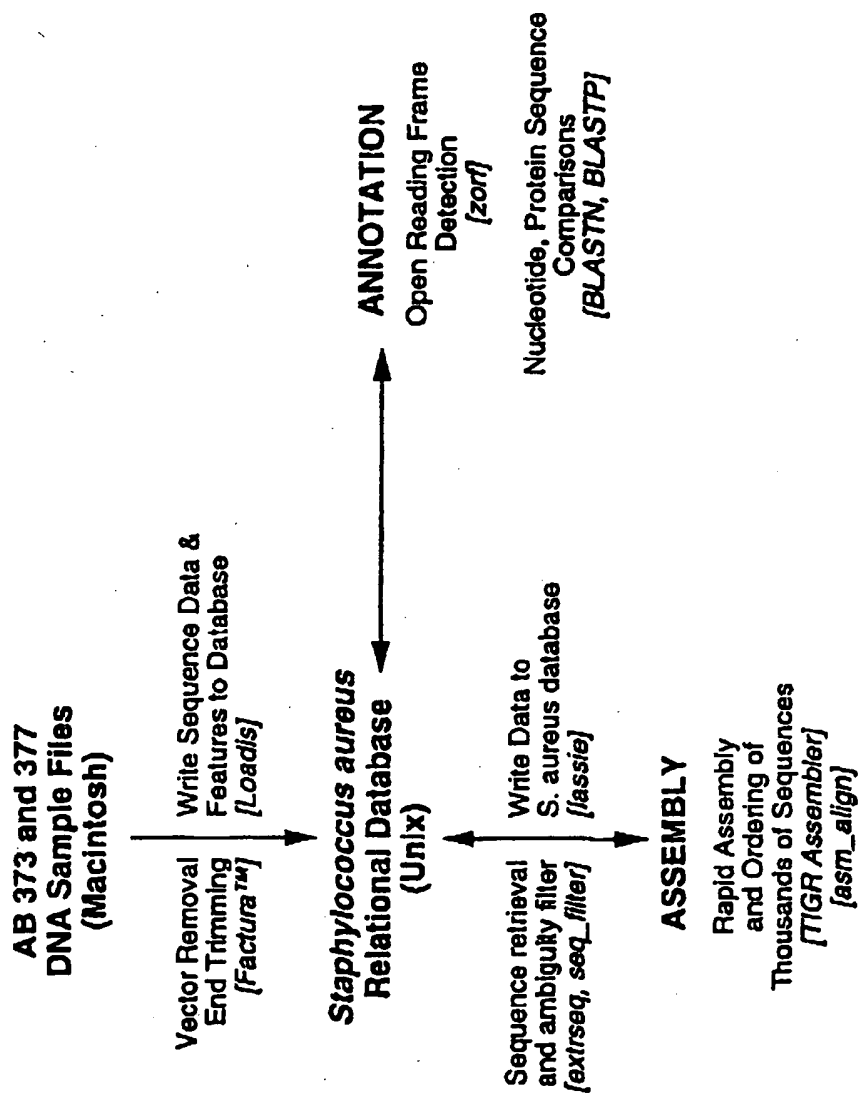 AB 373 and 377
DNA Sample Files
(Macintosh)
Vector Removal
End Trimming
[Factura™]
Write Sequence Data &
Features to Database
[Loadis]
Staphylococcus aureus
Relational Database
(Unix)
ANNOTATION
Open Reading Frame
Detection
[zorf]
Nucleotide, Protein Sequence
Comparisons
[BLASTN, BLASTP]
Sequence retrieval
and ambiguity filter
[extrseq, seq_filter]
Write Data to
S. aureus database
[lassie]
ASSEMBLY
Rapid Assembly
and Ordering of
Thousands of Sequences
[TIGR Assembler]
[asm_align]